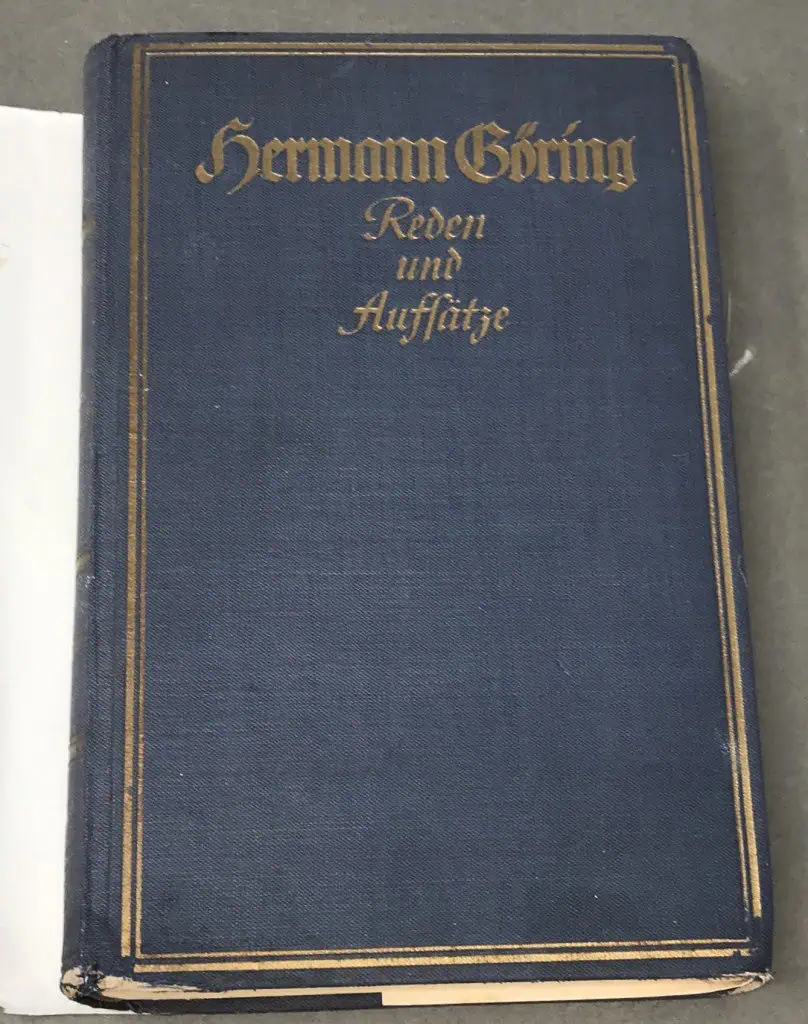 Hermann Göring
Reden
und
Aufſätze